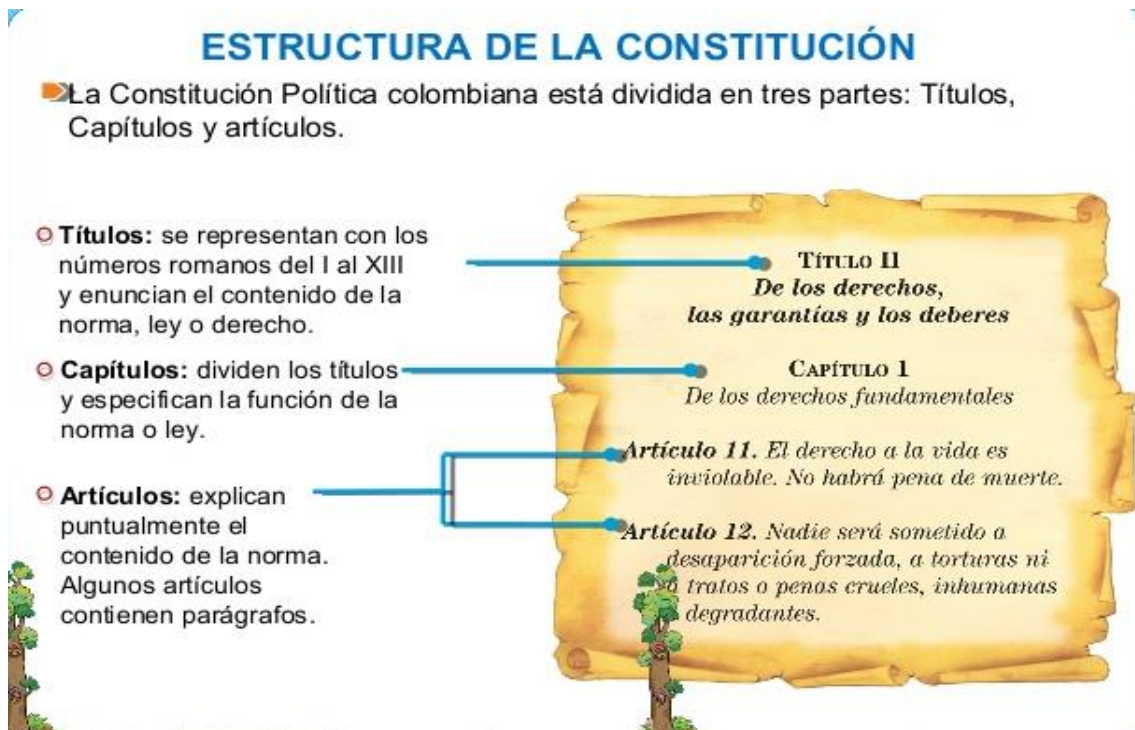 ESTRUCTURA DE LA CONSTITUCIÓN
La Constitución Política colombiana está dividida en tres partes: Títulos,
Capítulos y artículos.
Títulos: se representan con los
números romanos del I al XIII
y enuncian el contenido de la
norma, ley o derecho.
Capítulos: dividen los títulos
y especifican la función de la
norma o ley.
Artículos: explican
puntualmente el
contenido de la norma.
Algunos artículos
contienen parágrafos.
TÍTULO II
De los derechos,
las garantías y los deberes
CAPÍTULO 1
De los derechos fundamentales
Artículo 11. El derecho a la vida es
inviolable. No habrá pena de muerte.
Artículo 12. Nadie será sometido a
desaparición forzada, a torturas ni
tratos o penas crueles, inhumanas
degradantes.